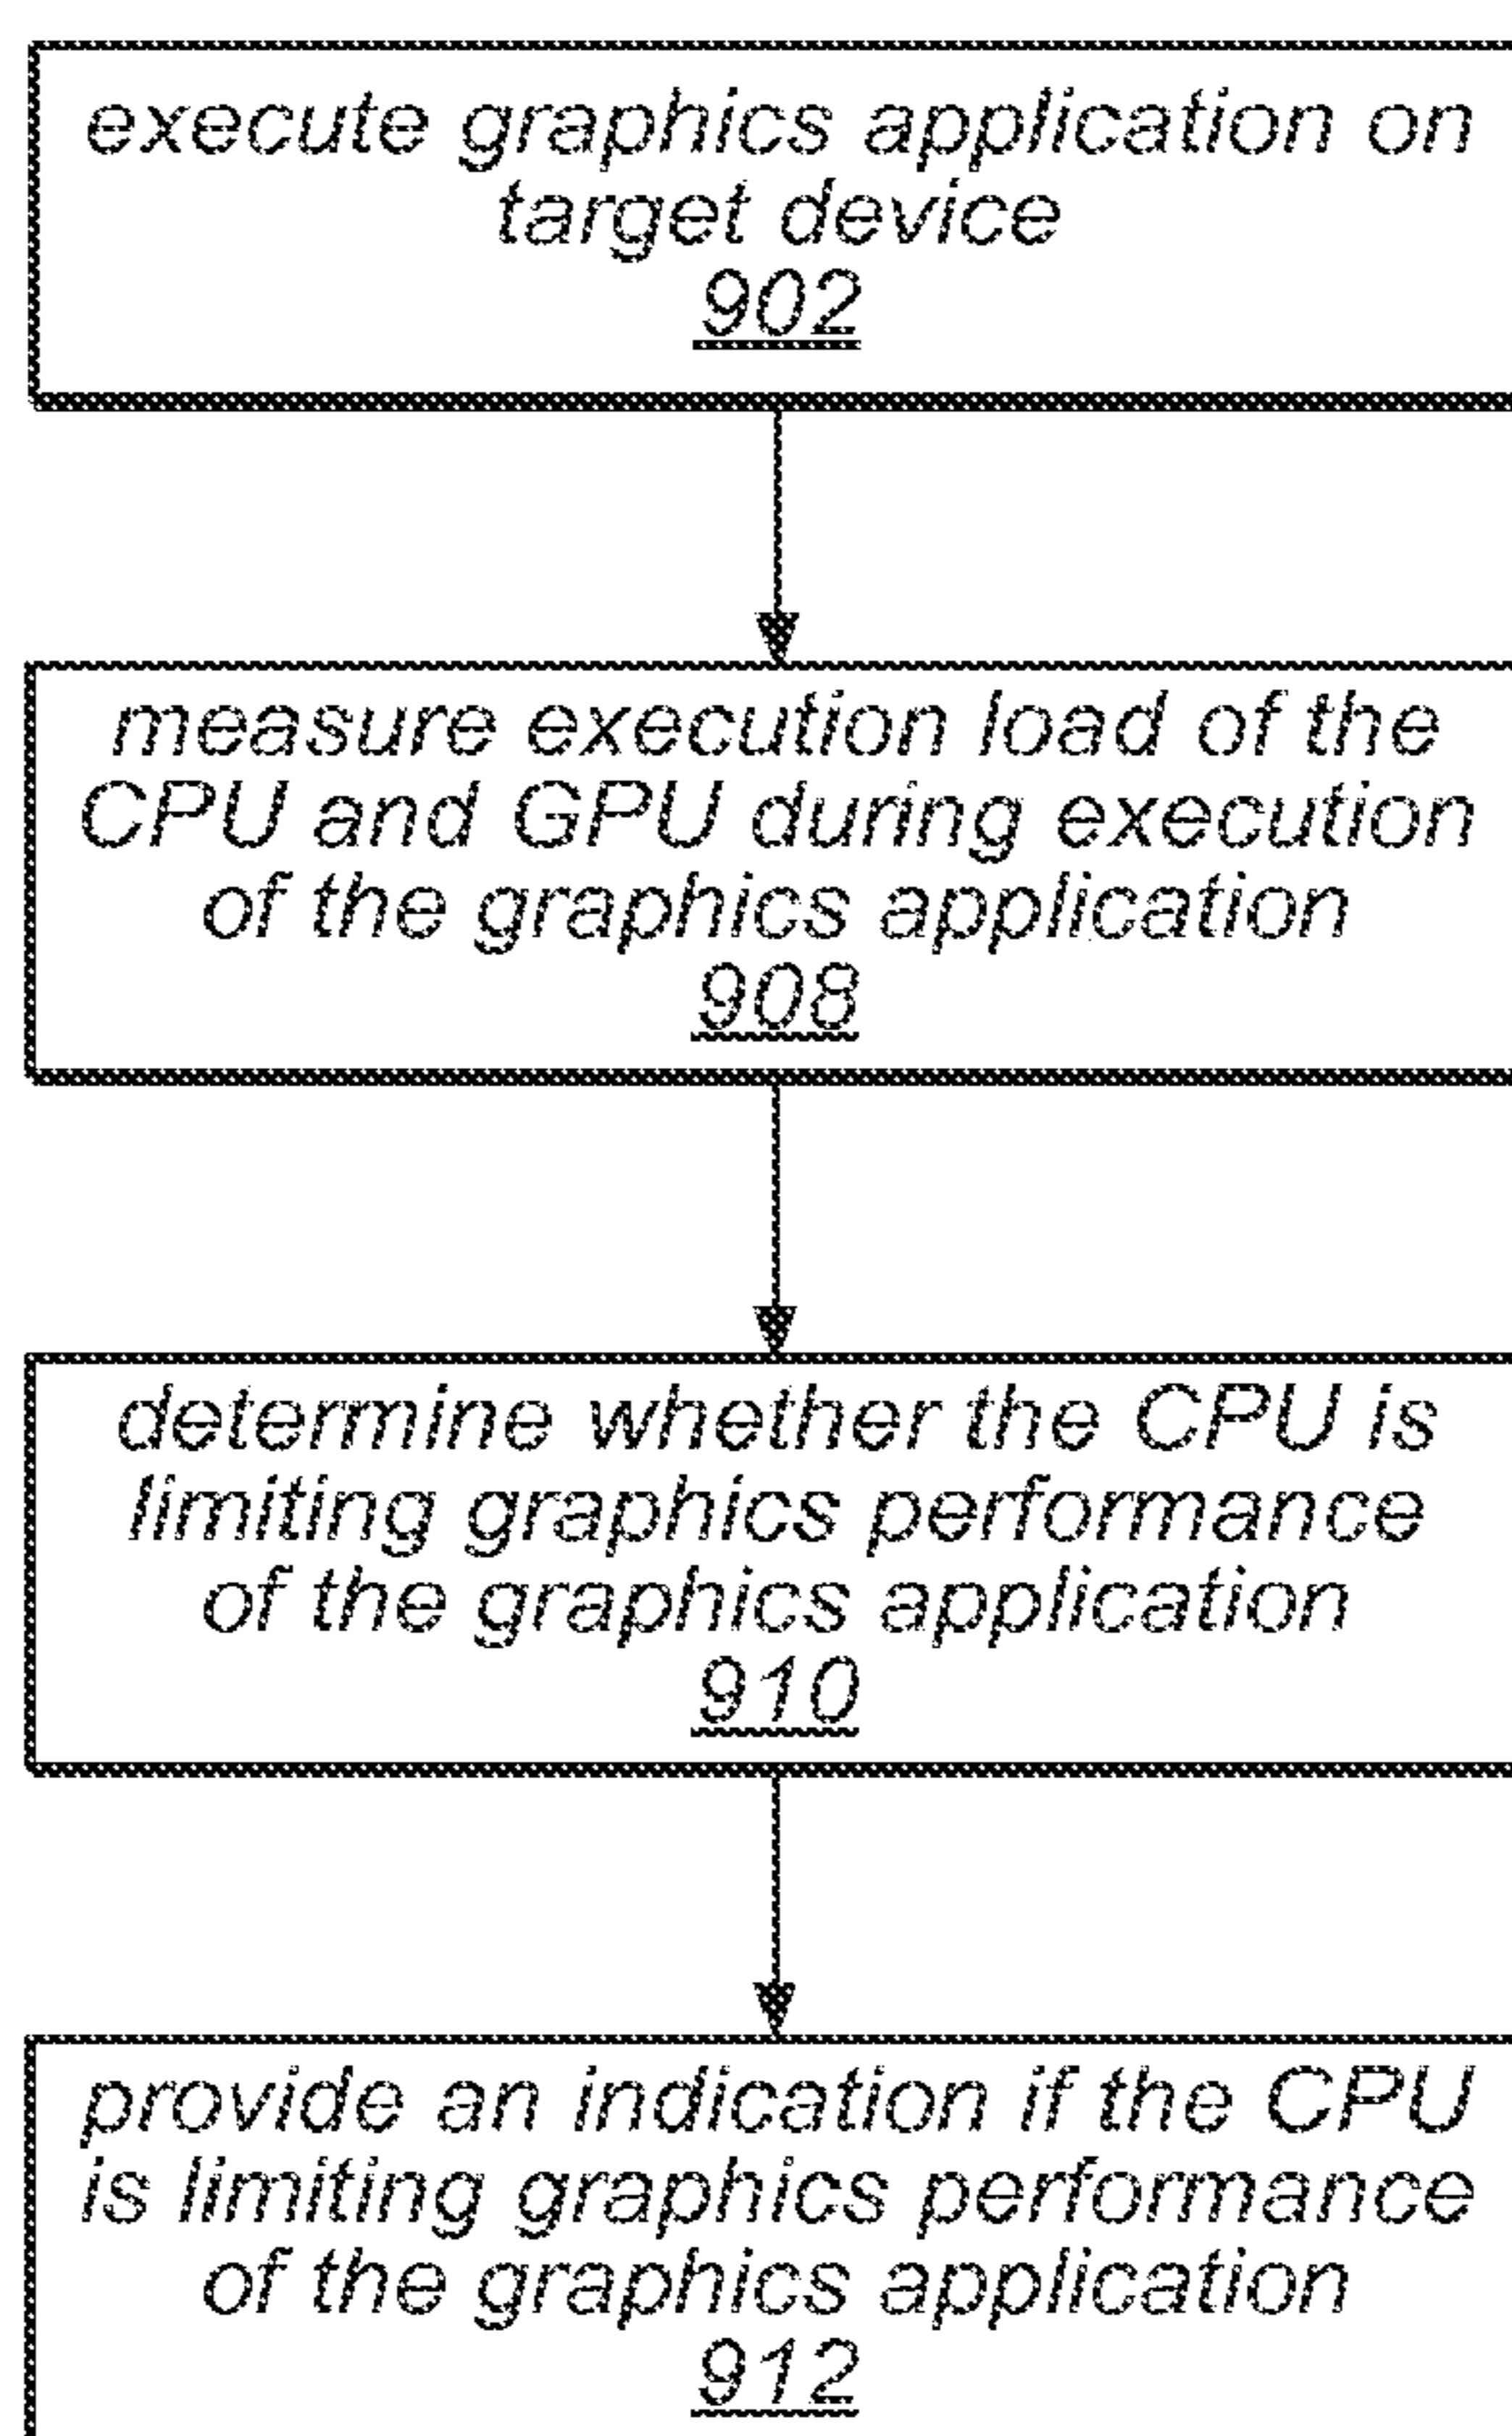 execute graphics application on
target device
902
measure execution load of the
CPU and GPU during execution
of the graphics application
908
determine whether the CPU is
limiting graphics performance
of the graphics application
910
provide an indication if the CPU
is limiting graphics performance
of the graphics application
912